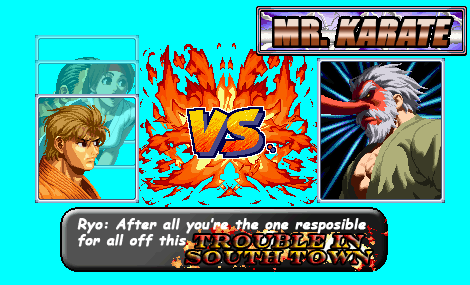 MR. KARATE
VS.
Ryo: After all you're the one resposible
for all off this
TROUBLE IN
SOUTH TOWN